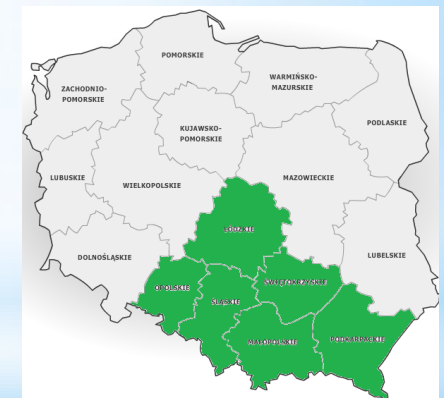 POMORSKIE
WARMIŃSKO-
MAZURSKIE
ZACHODNIO-
POMORSKIE
PODLASKIE
KUJAWSKO-
POMORSKIE
LUBUSKIE
WIELKOPOLSKIE
MAZOWIECKIE
ŁÓDZKIE
DOLNOŚLĄSKIE
LUBELSKIE
OPOLSKIE
ŚWIĘTOKRZYSKIE
ŚLĄSKIE
MAŁOPOLSKIE
PODKARPACKIE